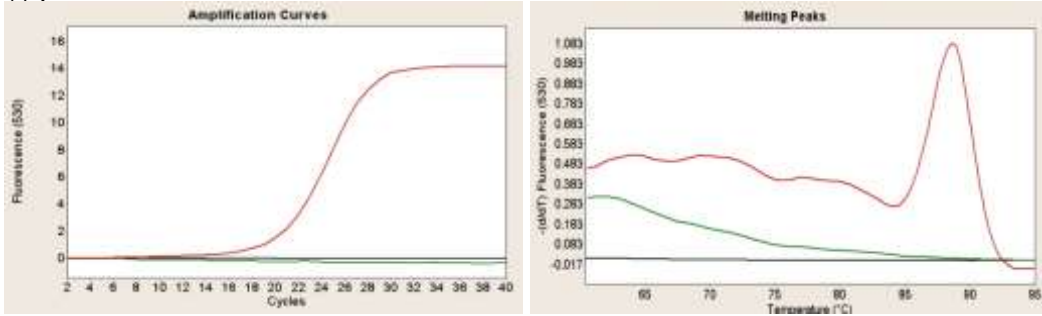 Amplification Curves
16
14
12
10
8
6
4
2
0
Fluorescence (530)
2 4 6 8 10 12 14 16 18 20 22 24 26 28 30 32 34 36 38 40
Cycles
Melting Peaks
1.083
0.983
0.883
0.783
0.683
0.583
0.483
0.383
0.283
0.183
0.083
-0.017
-(d/dT) Fluorescence (530)
65 70 75 80 85 90 95
Temperature (°C)